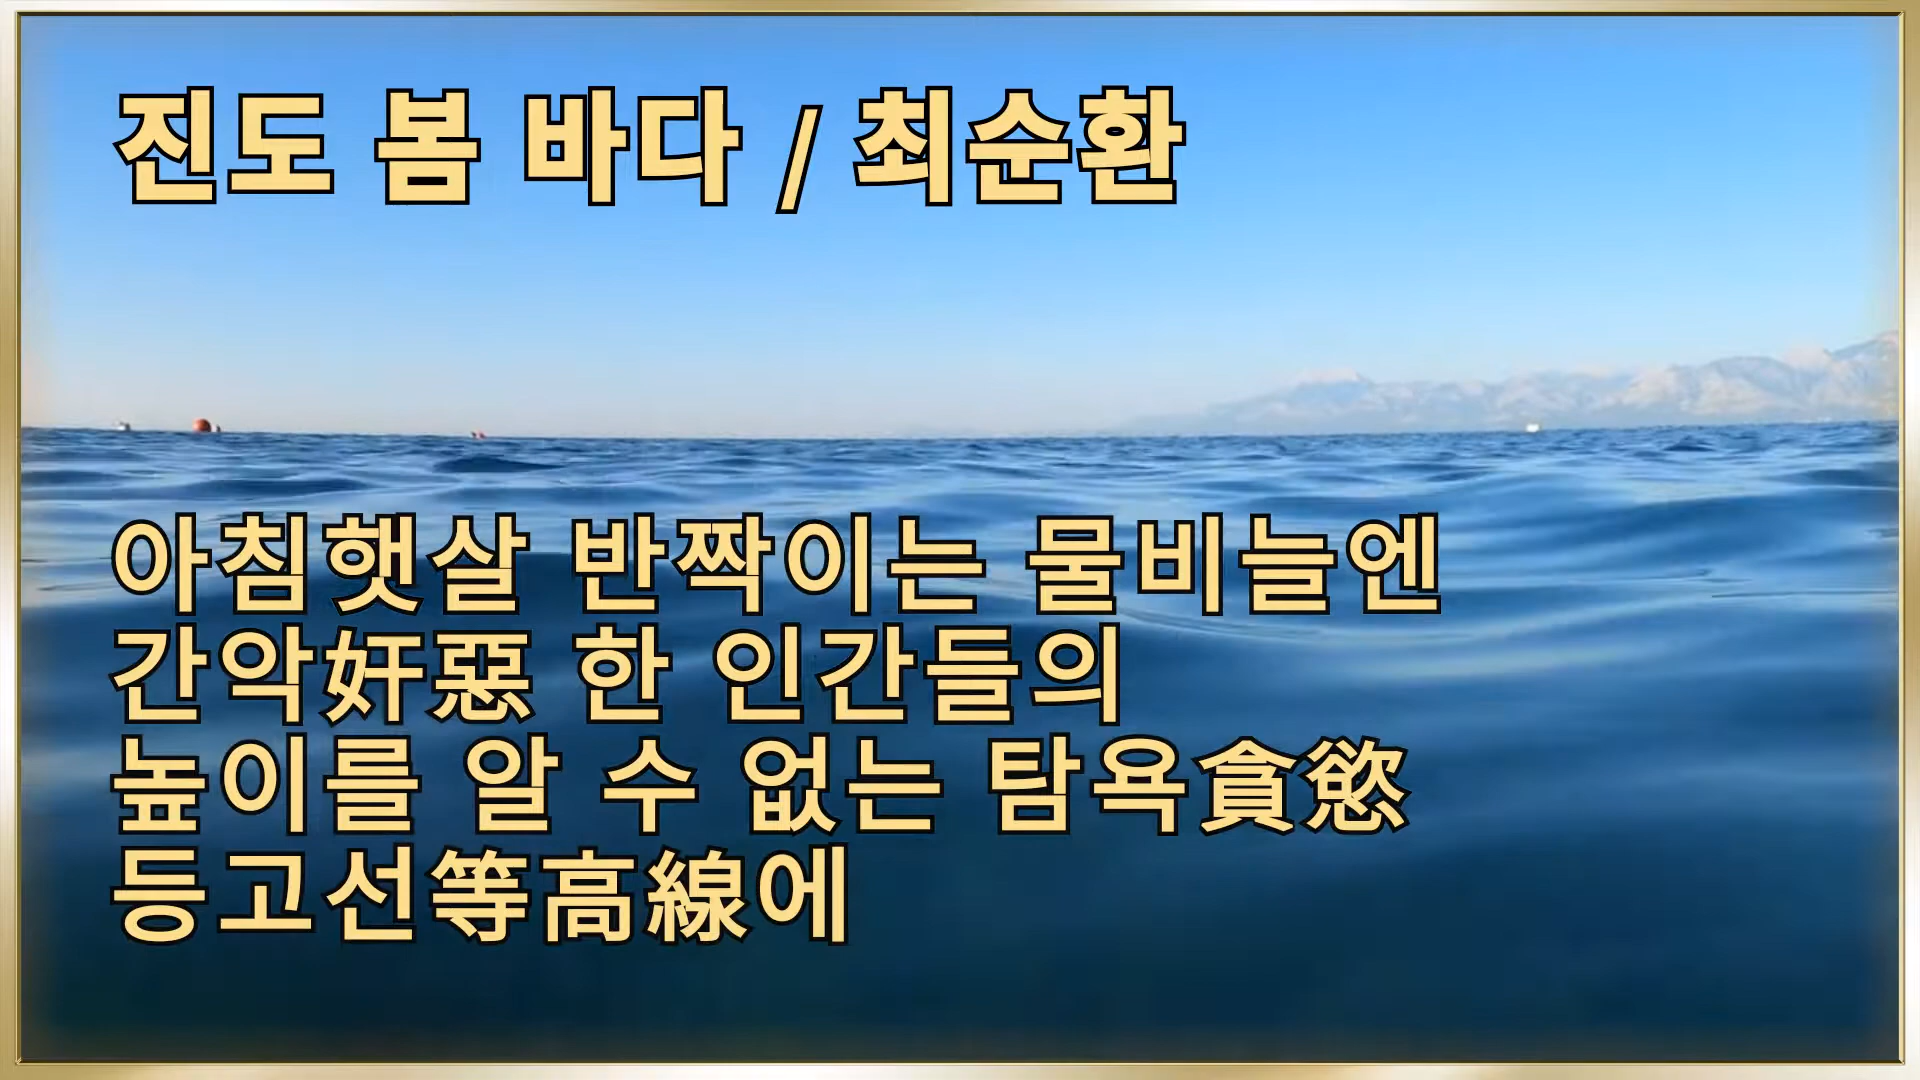 진도 봄 바다 / 최순환
아침햇살 반짝이는 물비늘엔
간악奸惡 한 인간들의
높이를 알 수 없는 탐욕貪慾
등고선等高線에